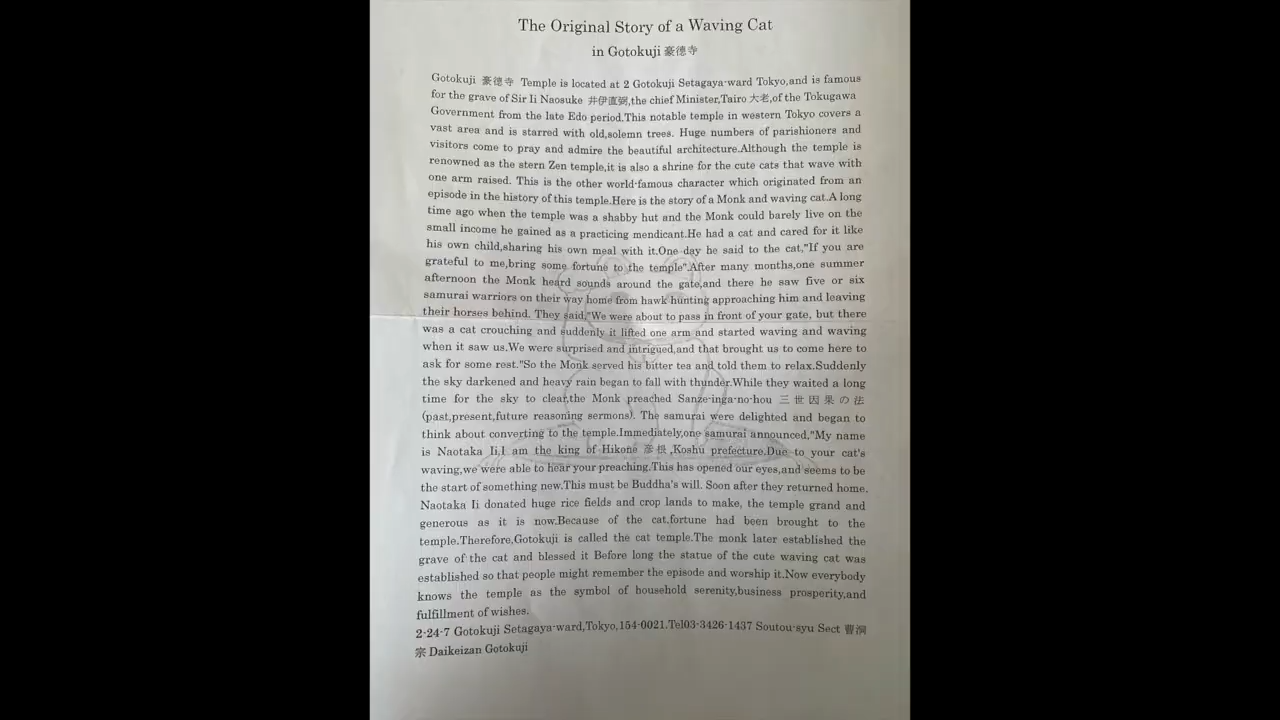 The Original Story of a Waving Cat
in Gotokuji 豪德寺
Gotokuji 豪德寺 Temple is located at 2 Gotokuji Setagaya-ward Tokyo,and is famous
for the grave of Sir Ii Naosuke 井伊直弼,the chief Minister,Tairo 大老,of the Tokugawa
Government from the late Edo period.This notable temple in western Tokyo covers a
vast area and is starred with old,solemn trees. Huge numbers of parishioners and
visitors come to pray and admire the beautiful architecture.Although the temple is
renowned as the stern Zen temple,it is also a shrine for the cute cats that wave with
one arm raised. This is the other world-famous character which originated from an
episode in the history of this temple.Here is the story of a Monk and waving cat.A long
time ago when the temple was a shabby hut and the Monk could barely live on the
small income he gained as a practicing mendicant.He had a cat and cared for it like
his own child,sharing his own meal with it.One day he said to the cat,"If you are
grateful to me,bring some fortune to the temple".After many months,one summer
afternoon the Monk heard sounds around the gate,and there he saw five or six
samurai warriors on their way home from hawk hunting approaching him and leaving
their horses behind. They said,"We were about to pass in front of your gate, but there
was a cat crouching and suddenly it lifted one arm and started waving and waving
when it saw us.We were surprised and intrigued,and that brought us to come here to
ask for some rest."So the Monk served his bitter tea and told them to relax.Suddenly
the sky darkened and heavy rain began to fall with thunder.While they waited a long
time for the sky to clear,the Monk preached Sanze-inga-no-hou 三世因果の法
(past,present,future reasoning sermons). The samurai were delighted and began to
think about converting to the temple.Immediately,one samurai announced,"My name
is Naotaka Ii,I am the king of Hikone 彦根,Koshu prefecture.Due to your cat's
waving,we were able to hear your preaching.This has opened our eyes,and seems to be
the start of something new.This must be Buddha's will. Soon after they returned home,
Naotaka Ii donated huge rice fields and crop lands to make, the temple grand and
generous as it is now.Because of the cat,fortune had been brought to the
temple.Therefore,Gotokuji is called the cat temple.The monk later established the
grave of the cat and blessed it Before long the statue of the cute waving cat was
established so that people might remember the episode and worship it.Now everybody
knows the temple as the symbol of household serenity,business prosperity,and
fulfillment of wishes.
2-24-7 Gotokuji Setagaya-ward,Tokyo,154-0021.Tel03-3426-1437 Soutou-syu Sect 曹洞
宗 Daikeizan Gotokuji